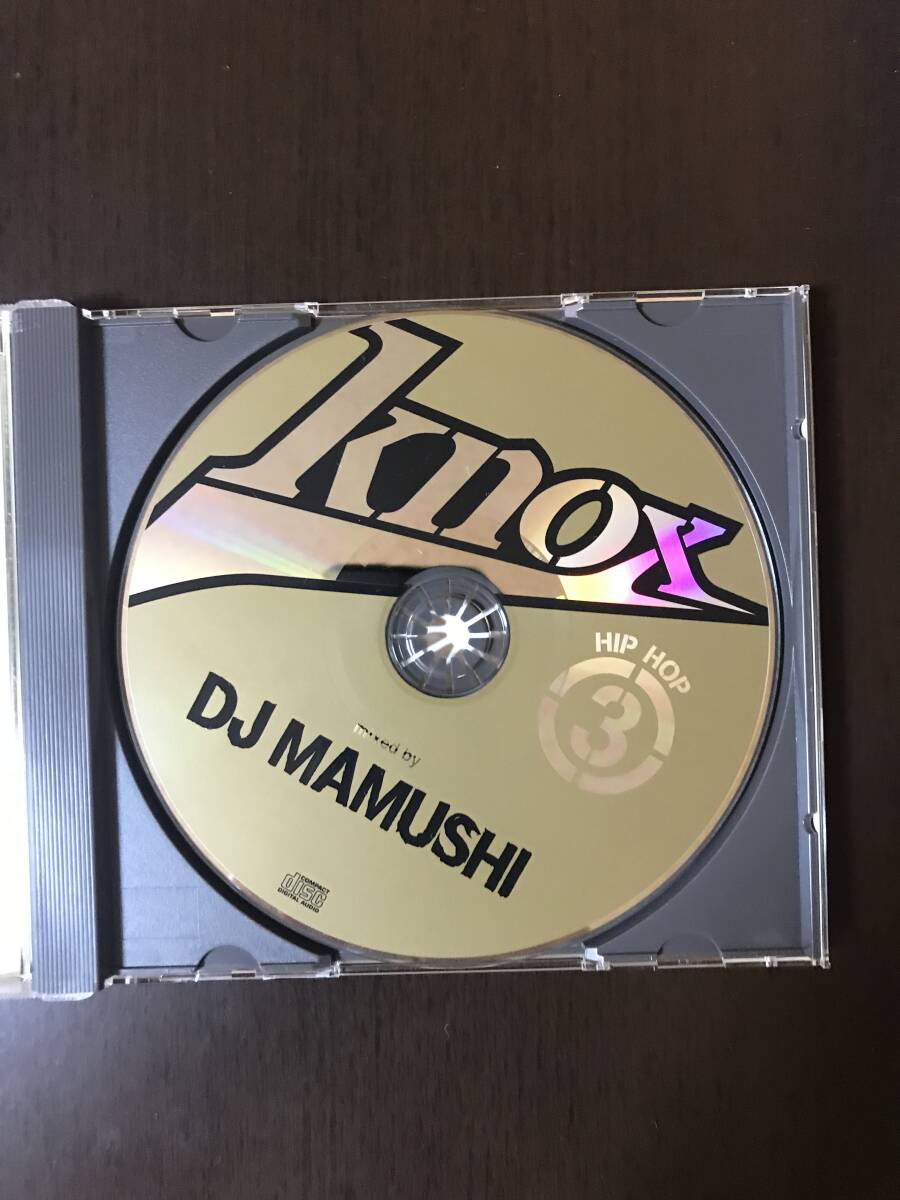 knox
HIP HOP
3
mixed by
DJ MAMUSHI
COMPACT
disc
DIGITAL AUDIO